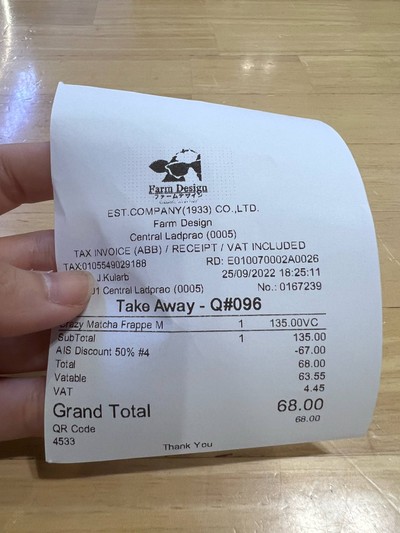 Farm Design
ファームデザイン
EST.COMPANY(1933) CO.,LTD.
Farm Design
Central Ladprao (0005)
TAX INVOICE (ABB) / RECEIPT / VAT INCLUDED
TAX:0105549029188 RD: E010070002A0026
J.Kularb 25/09/2022 18:25:11
Central Ladprao (0005) No.: 0167239
Take Away - Q#096
Matcha Frappe M 1 135.00VC
SubTotal 1 135.00
AIS Discount 50% #4 -67.00
Total 68.00
Vatable 63.55
VAT 4.45
Grand Total 68.00
QR Code 68.00
4533
Thank You